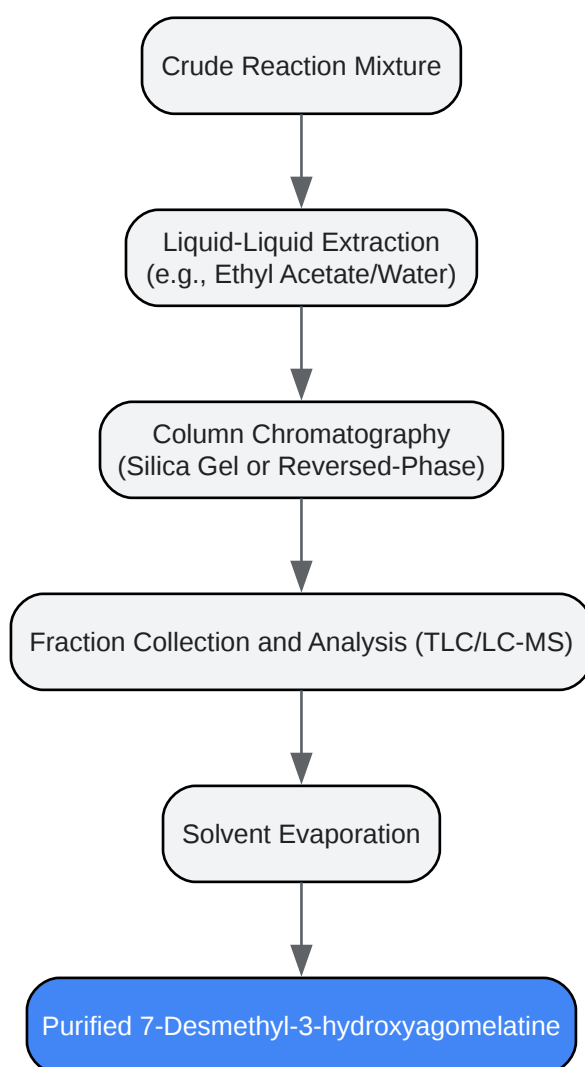 Crude Reaction Mixture
Liquid-Liquid Extraction
(e.g., Ethyl Acetate/Water)
Column Chromatography
(Silica Gel or Reversed-Phase)
Fraction Collection and Analysis (TLC/LC-MS)
Solvent Evaporation
Purified 7-Desmethyl-3-hydroxyagomelatine